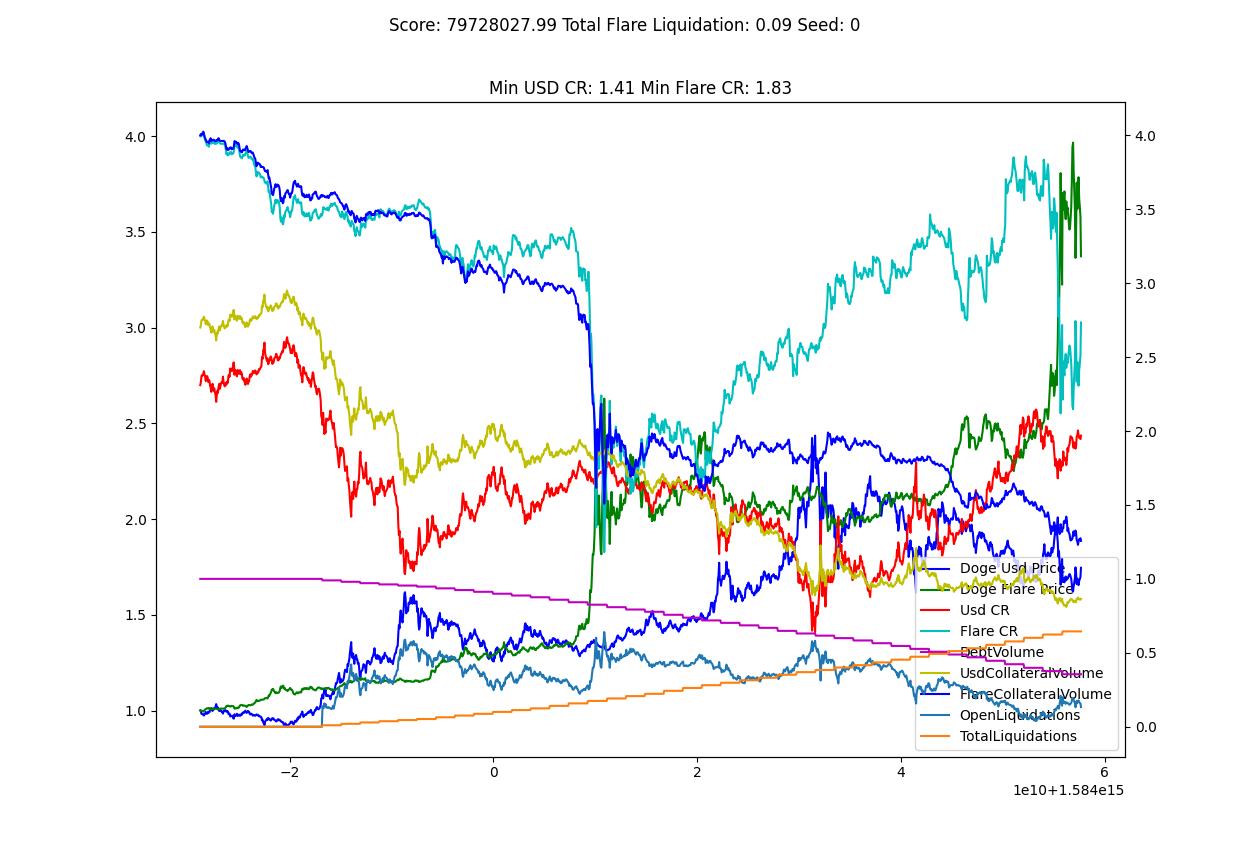 Score: 79728027.99 Total Flare Liquidation: 0.09 Seed: 0
Min USD CR: 1.41 Min Flare CR: 1.83
4.0
3.5
3.0
2.5
2.0
1.5
1.0
4.0
3.5
3.0
2.5
2.0
1.5
1.0
0.5
0.0
Doge Usd Price
Doge Flare Price
Usd CR
Flare CR
DebtVolume
UsdCollateralVolume
FlareCollateralVolume
OpenLiquidations
TotalLiquidations
−2 0 2 4 6
1e10+1.584e15